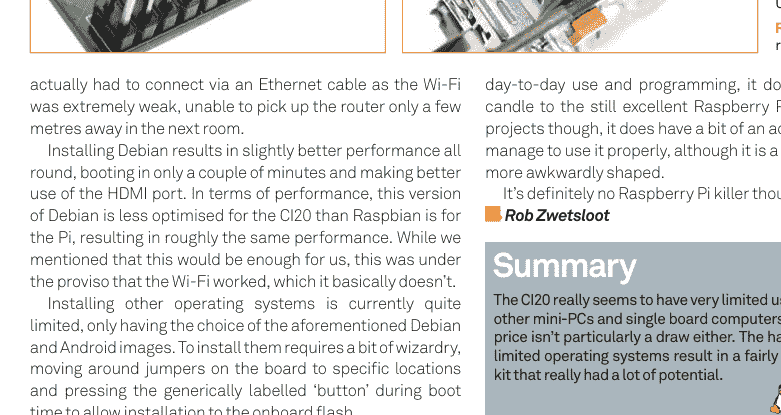 actually had to connect via an Ethernet cable as the Wi-Fi
was extremely weak, unable to pick up the router only a few
metres away in the next room.
Installing Debian results in slightly better performance all
round, booting in only a couple of minutes and making better
use of the HDMI port. In terms of performance, this version
of Debian is less optimised for the CI20 than Raspbian is for
the Pi, resulting in roughly the same performance. While we
mentioned that this would be enough for us, this was under
the proviso that the Wi-Fi worked, which it basically doesn't.
Installing other operating systems is currently quite
limited, only having the choice of the aforementioned Debian
and Android images. To install them requires a bit of wizardry,
moving around jumpers on the board to specific locations
and pressing the generically labelled ‘button’ during boot
time to allow installation to the onboard flash.
day-to-day use and programming, it
candle to the still excellent Raspberry
projects though, it does have a bit of an
manage to use it properly, although it is a
more awkwardly shaped.
It's definitely no Raspberry Pi killer
Rob Zwetsloot
Summary
The CI20 really seems to have very limited
other mini-PCs and single board computers
price isn't particularly a draw either. The
limited operating systems result in a fairly
kit that really had a lot of potential.